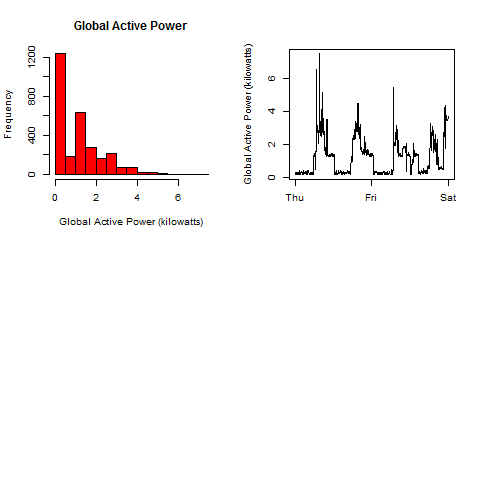 Global Active Power
Frequency
1200
800
400
0
0 2 4 6
Global Active Power (kilowatts)
Global Active Power (kilowatts)
6
4
2
0
Thu Fri Sat